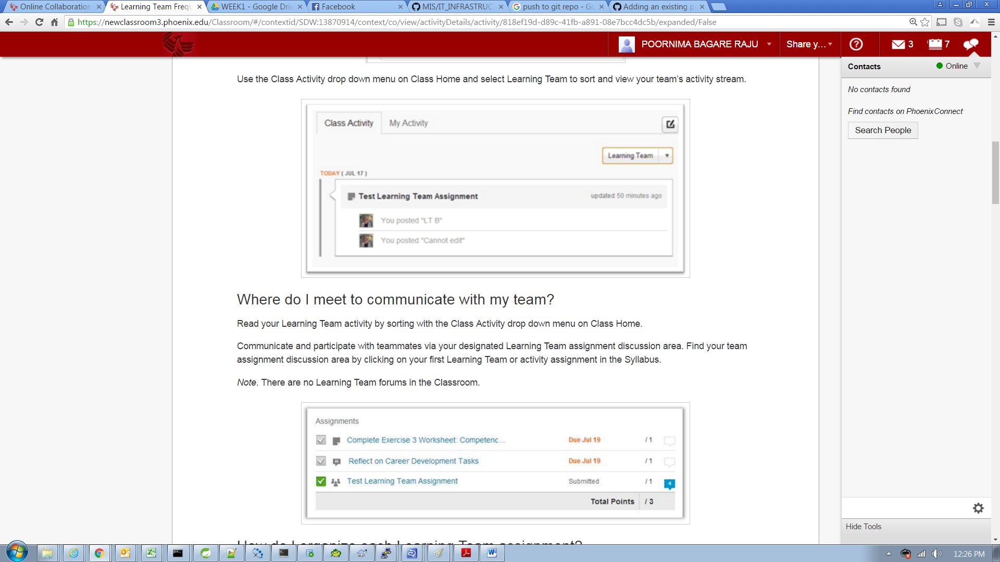 Online Collaboration
Learning Team Frequ
WEEK1 - Google Driv
Facebook
MIS/IT_INFRASTRUC
push to git repo - Go
Adding an existing p
https://newclassroom3.phoenix.edu/Classroom/#/contextid/SDW:13870914/context/co/view/activityDetails/activity/818ef19d-d89c-41fb-a891-08e7bcc4dc5b/expanded/False
POORNIMA BAGARE RAJU
Share y...
3
7
Contacts
Online
No contacts found
Find contacts on PhoenixConnect
Search People
Use the Class Activity drop down menu on Class Home and select Learning Team to sort and view your team’s activity stream.
Class Activity
My Activity
Learning Team
TODAY ( JUL 17 )
Test Learning Team Assignment
updated 50 minutes ago
You posted "LT B"
You posted "Cannot edit"
Where do I meet to communicate with my team?
Read your Learning Team activity by sorting with the Class Activity drop down menu on Class Home.
Communicate and participate with teammates via your designated Learning Team assignment discussion area. Find your team
assignment discussion area by clicking on your first Learning Team or activity assignment in the Syllabus.
Note. There are no Learning Team forums in the Classroom.
Assignments
Complete Exercise 3 Worksheet: Competenc... Due Jul 19 / 1
Reflect on Career Development Tasks Due Jul 19 / 1
Test Learning Team Assignment Submitted / 1 4
Total Points / 3
How do I organize each Learning Team assignment?
Hide Tools
12:26 PM